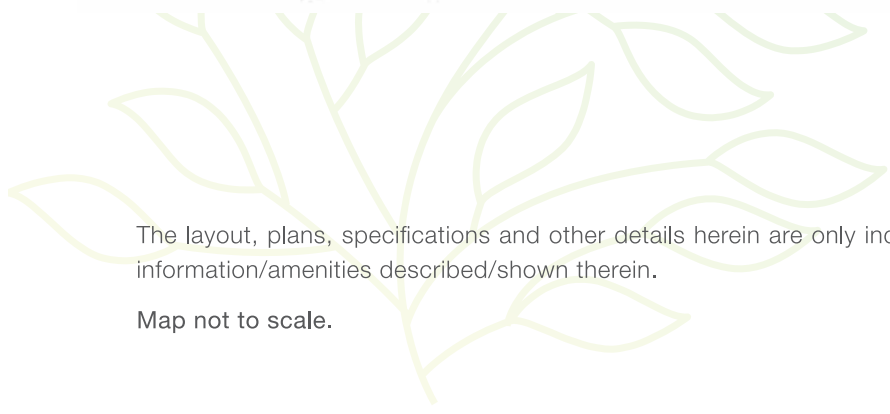 The layout, plans, specifications and other details herein are only
information/amenities described/shown therein.
Map not to scale.